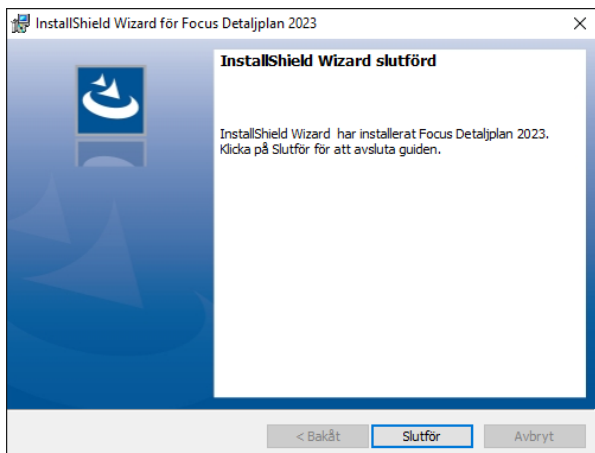 InstallShield Wizard för Focus Detaljplan 2023
InstallShield Wizard slutförd
InstallShield Wizard  har installerat Focus Detaljplan 2023.
Klicka på Slutför för att avsluta guiden.
< Bakåt
Slutför
Avbryt